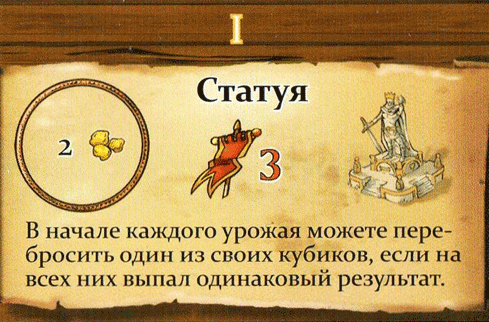 I
Статуя
2
3
В начале каждого урожая можете пере-
бросить один из своих кубиков, если на
всех них выпал одинаковый результат.